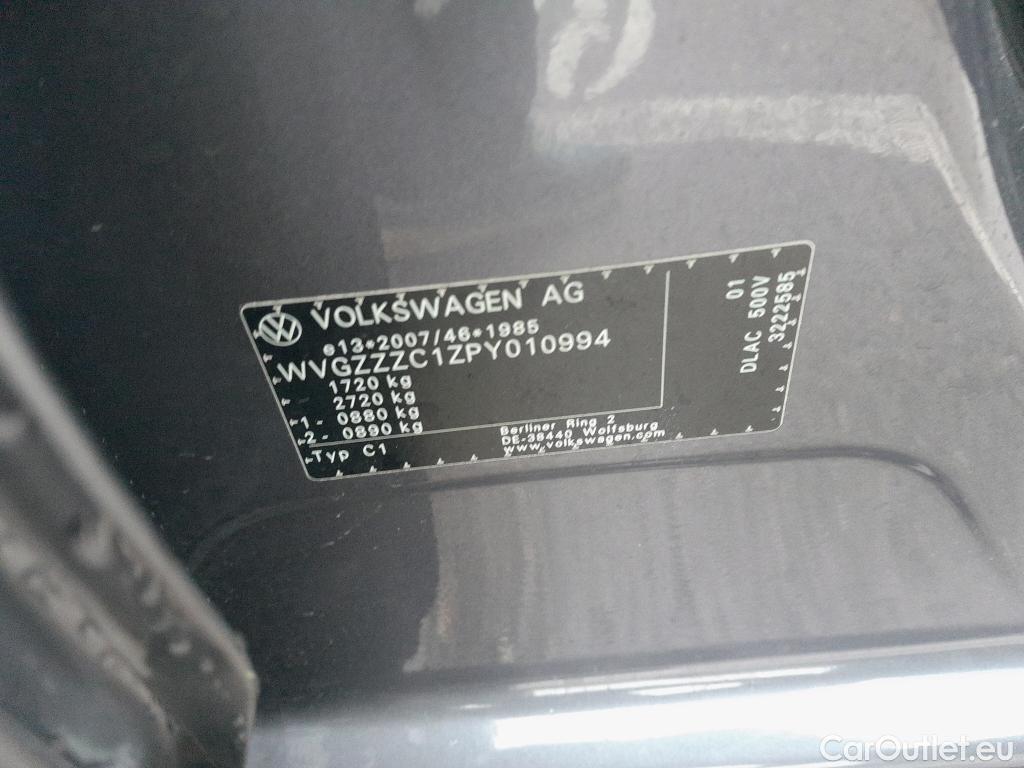 VOLKSWAGEN AG
e13*2007/46*1985
WVGZZZC1ZPY010994
1720 kg
2720 kg
1- 0880 kg
2- 0890 kg
Typ C1
Berliner Ring 2
DE-38440 Wolfsburg
www.volkswagen.com
01
DLAC 500V
3222585
CarOutlet.eu